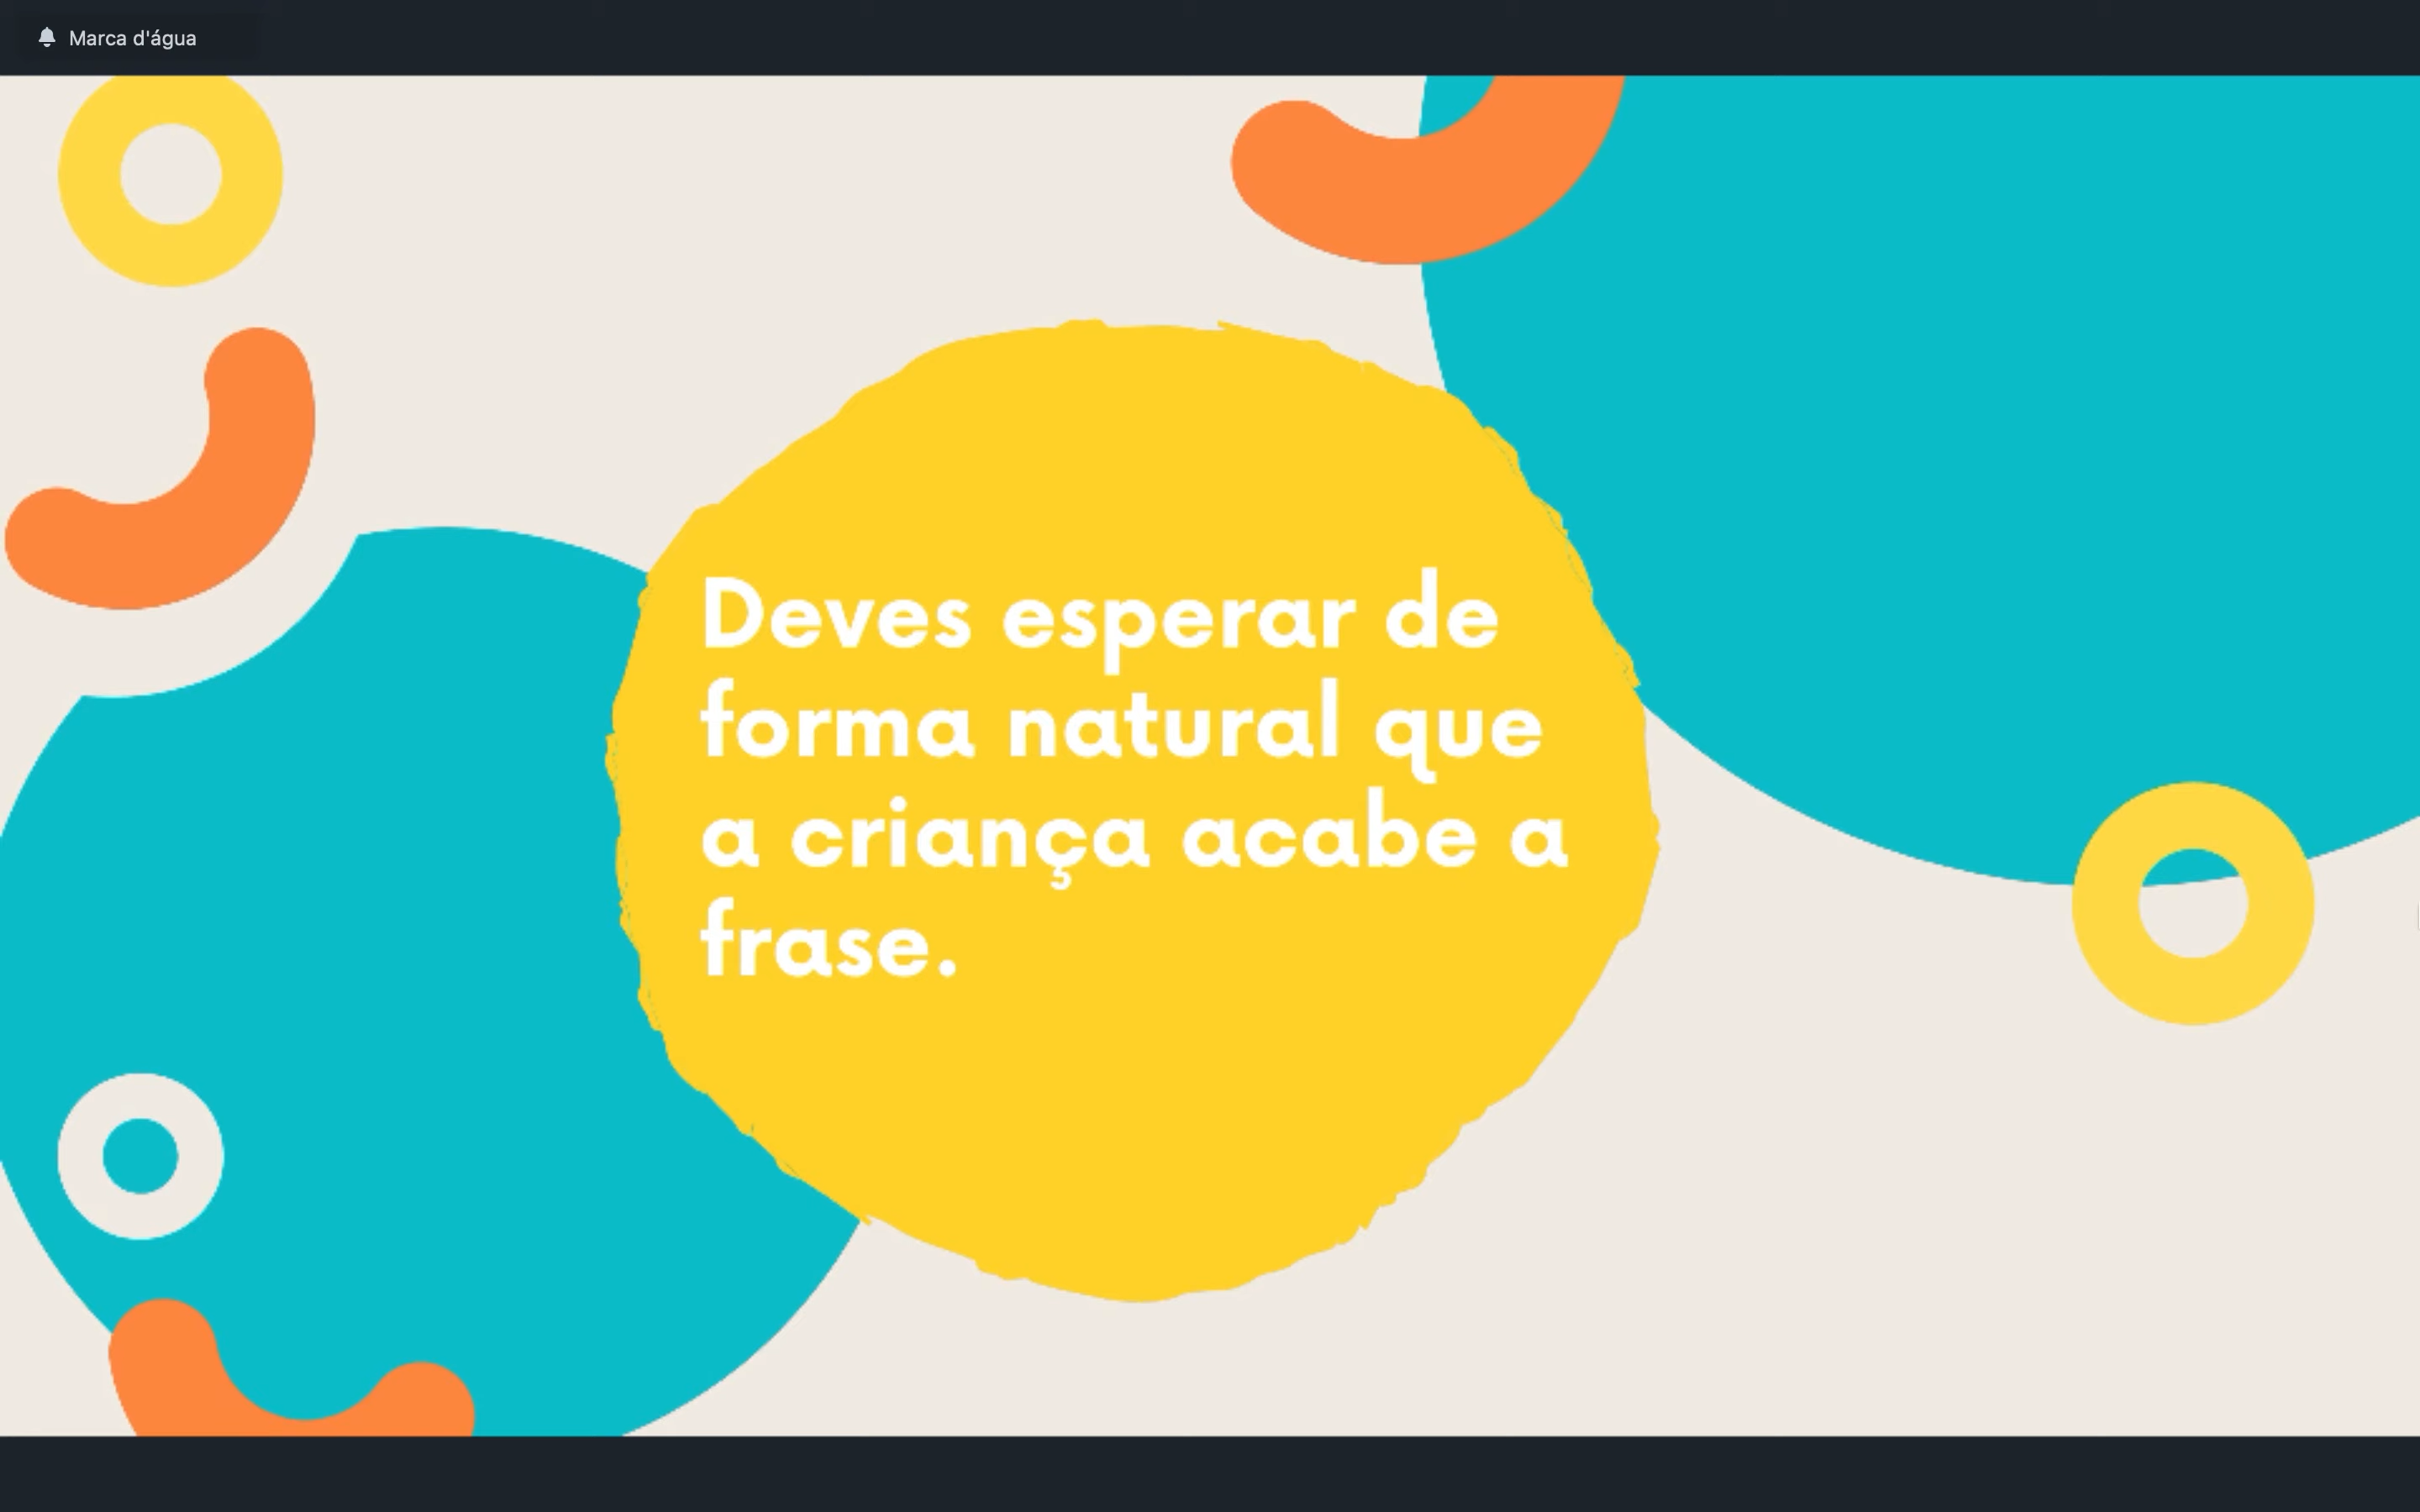 Marca d'água
Deves esperar de
forma natural que
a criança acabe a
frase.